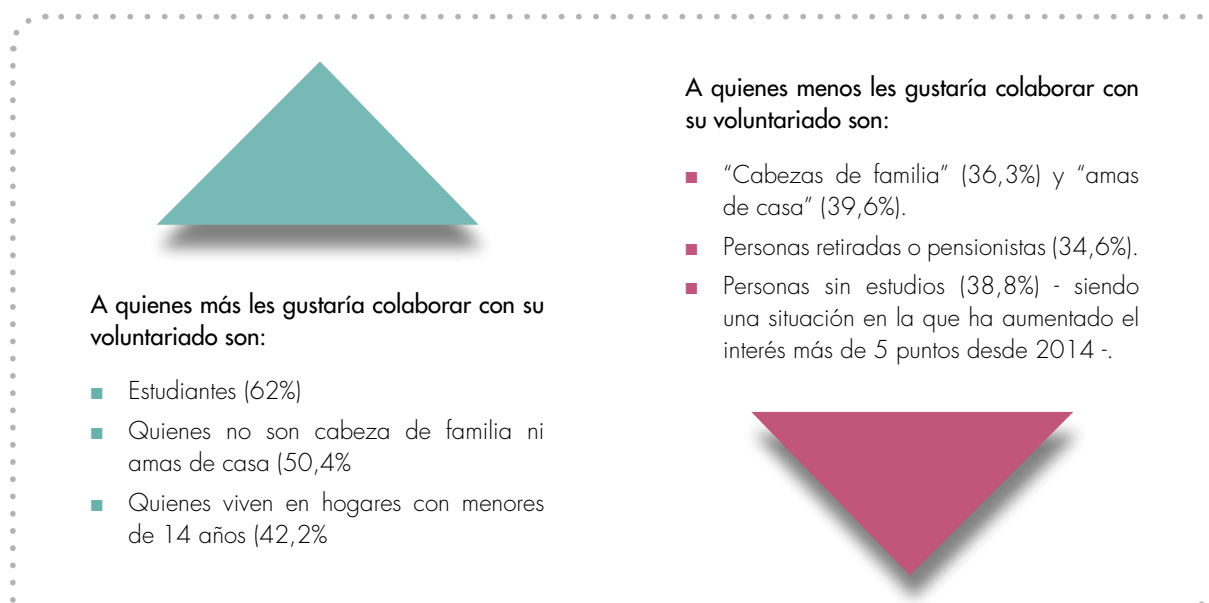 A quienes más les gustaría colaborar con su
voluntariado son:
Estudiantes (62%)
Quienes no son cabeza de familia ni
amas de casa (50,4%
Quienes viven en hogares con menores
de 14 años (42,2%
A quienes menos les gustaría colaborar con
su voluntariado son:
"Cabezas de familia" (36,3%) y "amas
de casa" (39,6%).
Personas retiradas o pensionistas (34,6%).
Personas sin estudios (38,8%) - siendo
una situación en la que ha aumentado el
interés más de 5 puntos desde 2014 -.